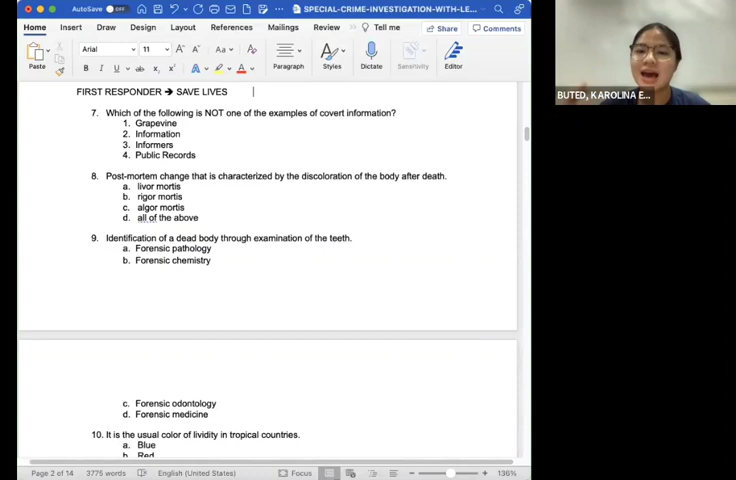 AutoSave OFF
SPECIAL-CRIME-INVESTIGATION-WITH-LE...
Home Insert Draw Design Layout References Mailings Review Tell me
Share Comments
Paste
Arial 11
Paragraph Styles Dictate Sensitivity Editor
BUTED, KAROLINA E...
FIRST RESPONDER → SAVE LIVES
7. Which of the following is NOT one of the examples of covert information?
1. Grapevine
2. Information
3. Informers
4. Public Records
8. Post-mortem change that is characterized by the discoloration of the body after death.
a. livor mortis
b. rigor mortis
c. algor mortis
d. all of the above
9. Identification of a dead body through examination of the teeth.
a. Forensic pathology
b. Forensic chemistry
c. Forensic odontology
d. Forensic medicine
10. It is the usual color of lividity in tropical countries.
a. Blue
b. Red
Page 2 of 14 3775 words English (United States) Focus 136%